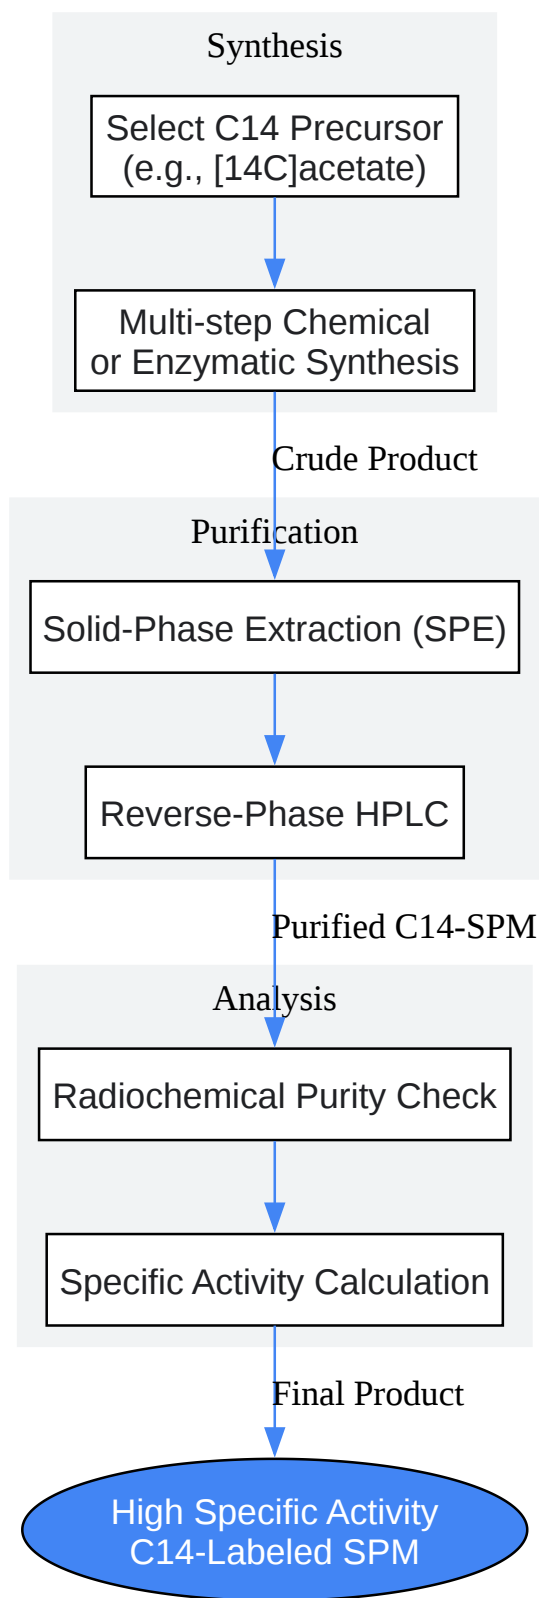 Synthesis
Select C14 Precursor
(e.g., [14C]acetate)
Multi-step Chemical
or Enzymatic Synthesis
Crude Product
Purification
Solid-Phase Extraction (SPE)
Reverse-Phase HPLC
Purified C14-SPM
Analysis
Radiochemical Purity Check
Specific Activity Calculation
Final Product
High Specific Activity
C14-Labeled SPM